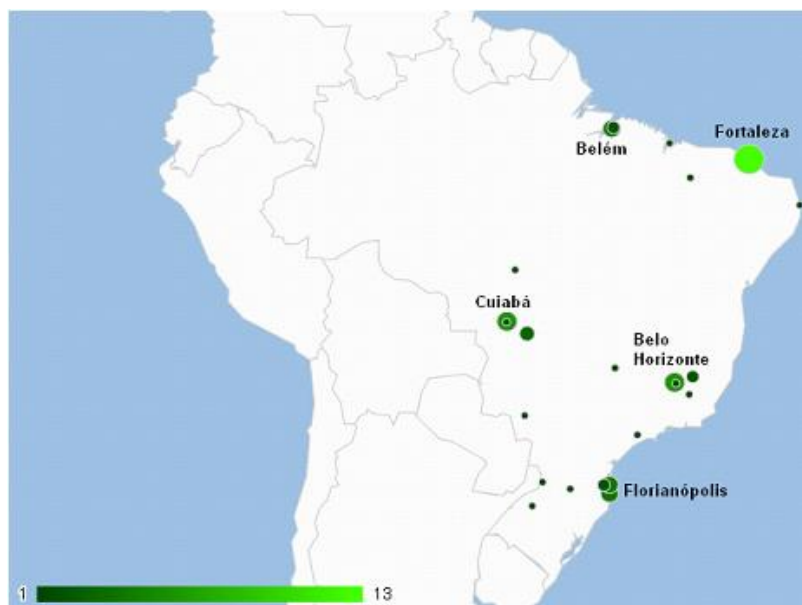 Fortaleza
Belém
Cuiabá
Belo
Horizonte
Florianópolis
1 13